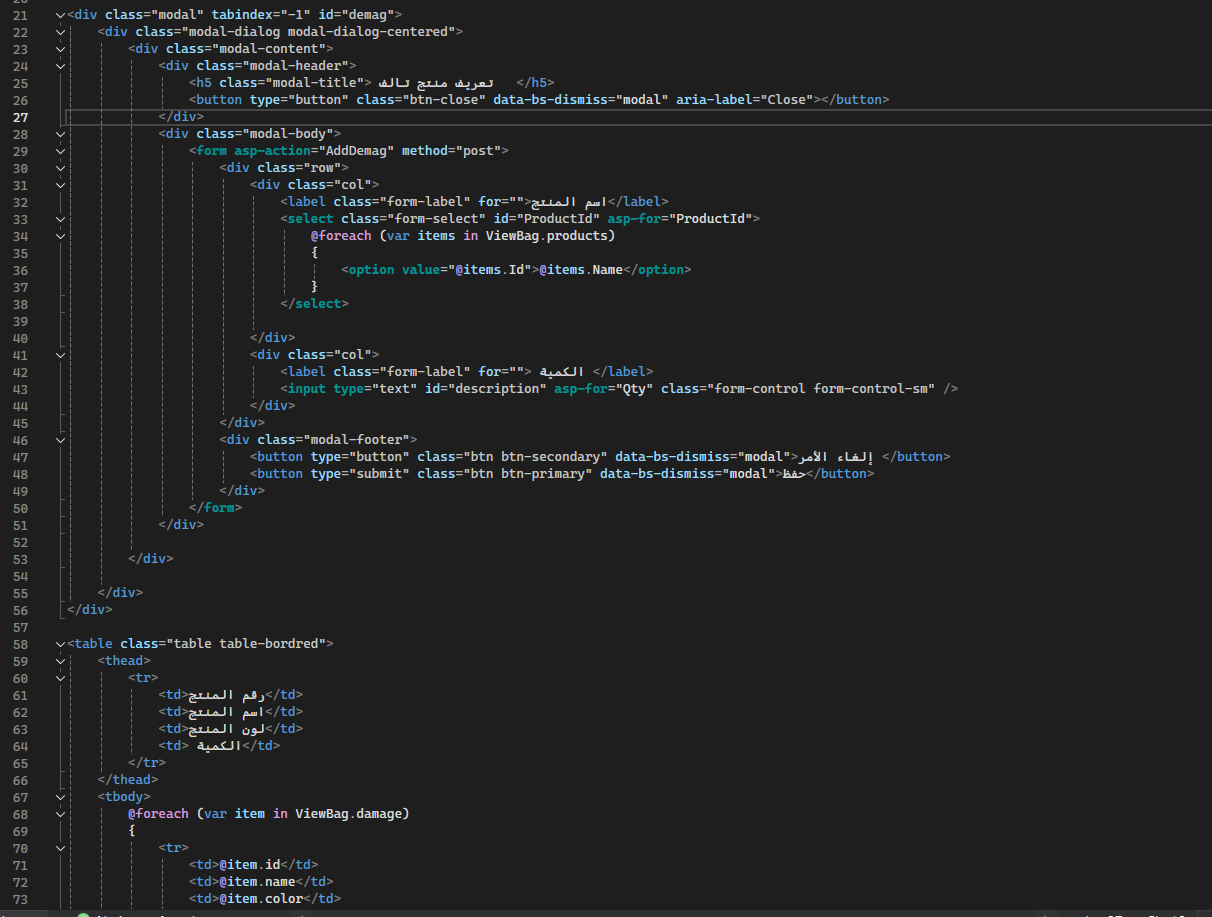 21 <div class="modal" tabindex="-1" id="demag">
22 <div class="modal-dialog modal-dialog-centered">
23 <div class="modal-content">
24 <div class="modal-header">
25 <h5 class="modal-title"> تعريف منتج تالف </h5>
26 <button type="button" class="btn-close" data-bs-dismiss="modal" aria-label="Close"></button>
27 </div>
28 <div class="modal-body">
29 <form asp-action="AddDemag" method="post">
30 <div class="row">
31 <div class="col">
32 <label class="form-label" for="">اسم المنتج</label>
33 <select class="form-select" id="ProductId" asp-for="ProductId">
34 @foreach (var items in ViewBag.products)
35 {
36 <option value="@items.Id">@items.Name</option>
37 }
38 </select>
39
40 </div>
41 <div class="col">
42 <label class="form-label" for=""> الكمية </label>
43 <input type="text" id="description" asp-for="Qty" class="form-control form-control-sm" />
44 </div>
45 </div>
46 <div class="modal-footer">
47 <button type="button" class="btn btn-secondary" data-bs-dismiss="modal">إلغاء الأمر </button>
48 <button type="submit" class="btn btn-primary" data-bs-dismiss="modal">حفظ</button>
49 </div>
50 </form>
51 </div>
52
53 </div>
54
55 </div>
56 </div>
57
58 <table class="table table-bordred">
59 <thead>
60 <tr>
61 <td>رقم المنتج</td>
62 <td>اسم المنتج</td>
63 <td>لون المنتج</td>
64 <td> الكمية</td>
65 </tr>
66 </thead>
67 <tbody>
68 @foreach (var item in ViewBag.damage)
69 {
70 <tr>
71 <td>@item.id</td>
72 <td>@item.name</td>
73 <td>@item.color</td>